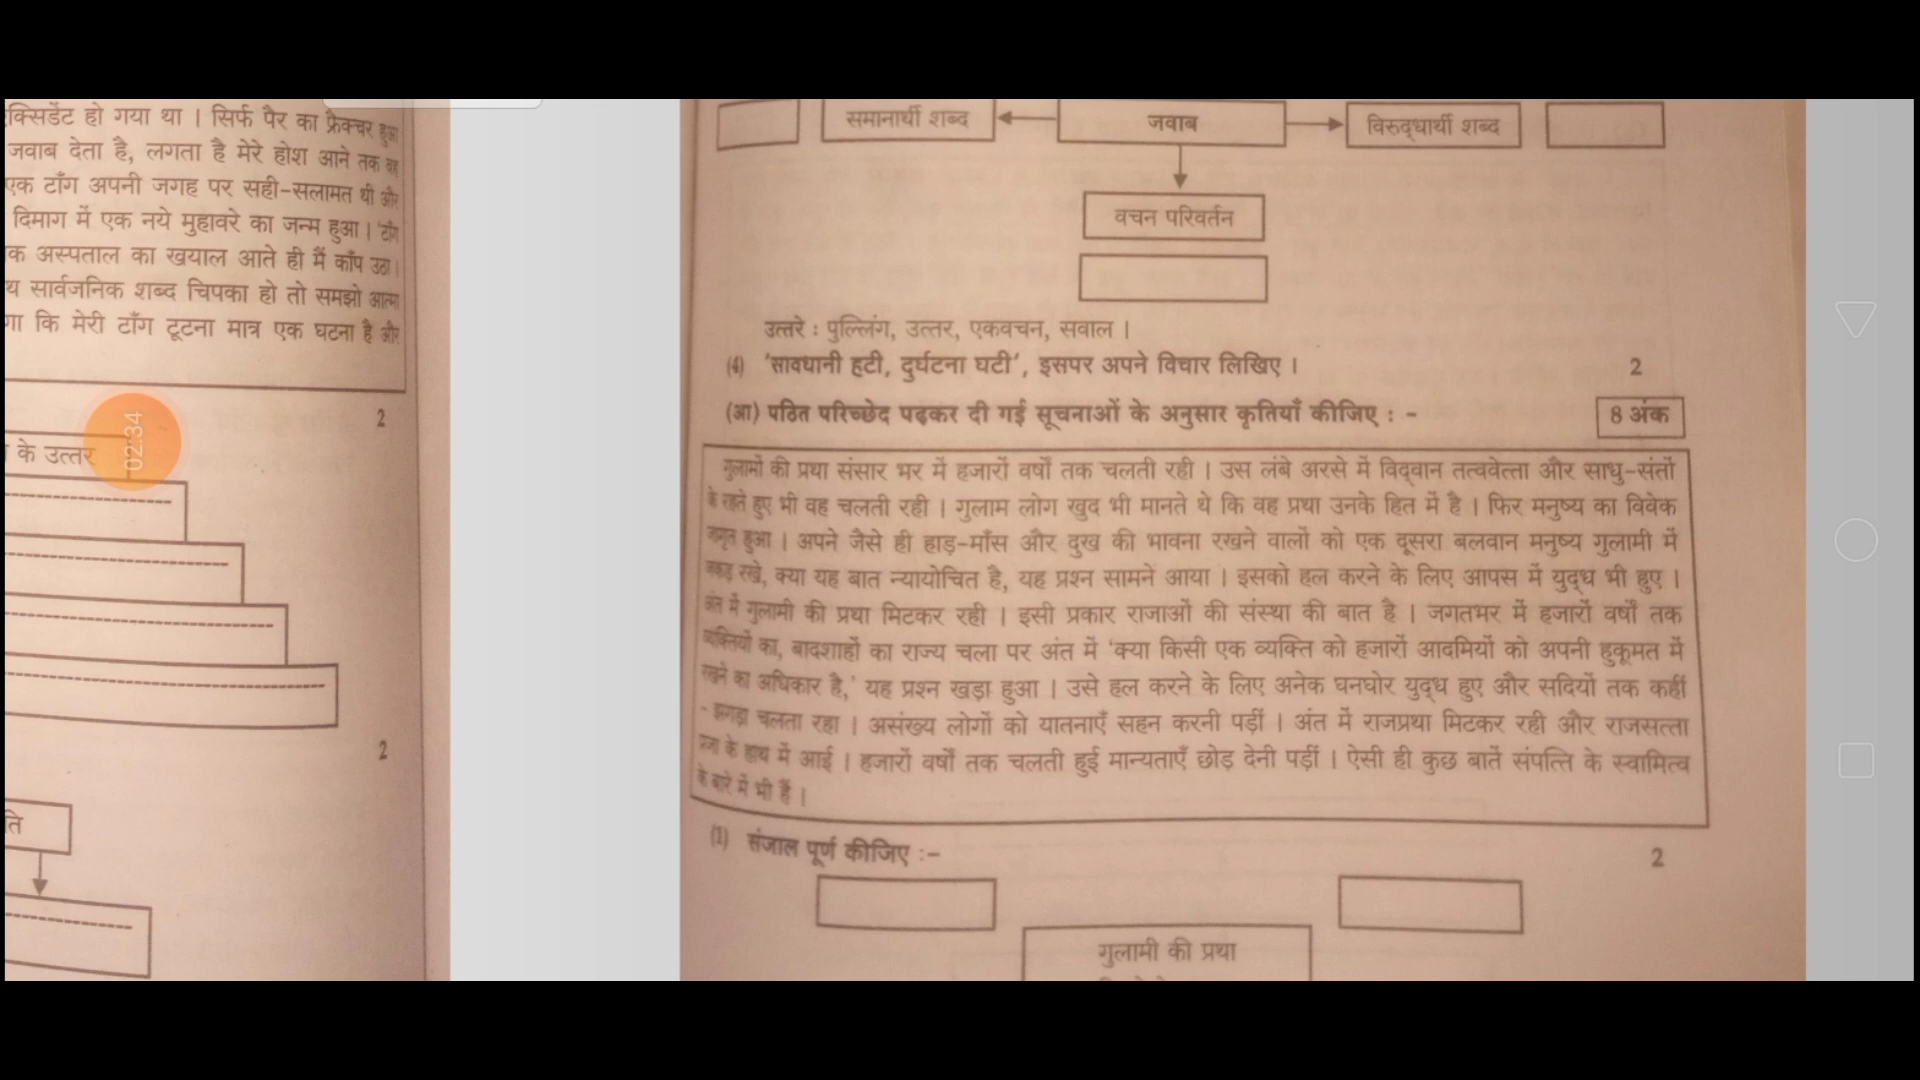 क्सिडेंट हो गया था । सिर्फ पैर का फ्रैक्चर हुआ
जवाब देता है, लगता है मेरे होश आने तक वह
एक टाँग अपनी जगह पर सही-सलामत थी और
दिमाग में एक नये मुहावरे का जन्म हुआ । 'टाँग
क अस्पताल का खयाल आते ही मैं काँप उठा।
य सार्वजनिक शब्द चिपका हो तो समझो आत्मा
गा कि मेरी टाँग टूटना मात्र एक घटना है और
2
02:34
के उत्तर
2
ति
समानार्थी शब्द
जवाब
विरुद्धार्थी शब्द
वचन परिवर्तन
उत्तरे : पुल्लिंग, उत्तर, एकवचन, सवाल ।
(4) 'सावधानी हटी, दुर्घटना घटी', इसपर अपने विचार लिखिए । 2
(आ) पठित परिच्छेद पढ़कर दी गई सूचनाओं के अनुसार कृतियाँ कीजिए : - 8 अंक
गुलामों की प्रथा संसार भर में हजारों वर्षों तक चलती रही । उस लंबे अरसे में विद्वान तत्ववेत्ता और साधु-संतों
के रहते हुए भी वह चलती रही । गुलाम लोग खुद भी मानते थे कि वह प्रथा उनके हित में है । फिर मनुष्य का विवेक
जागृत हुआ । अपने जैसे ही हाड़-माँस और दुख की भावना रखने वालों को एक दूसरा बलवान मनुष्य गुलामी में
जकड़ रखे, क्या यह बात न्यायोचित है, यह प्रश्न सामने आया । इसको हल करने के लिए आपस में युद्ध भी हुए ।
अंत में गुलामी की प्रथा मिटकर रही । इसी प्रकार राजाओं की संस्था की बात है । जगतभर में हजारों वर्षों तक
व्यक्तियों का, बादशाहों का राज्य चला पर अंत में 'क्या किसी एक व्यक्ति को हजारों आदमियों को अपनी हुकूमत में
रखने का अधिकार है,' यह प्रश्न खड़ा हुआ । उसे हल करने के लिए अनेक घनघोर युद्ध हुए और सदियों तक कहीं
- झगड़ा चलता रहा । असंख्य लोगों को यातनाएँ सहन करनी पड़ीं । अंत में राजप्रथा मिटकर रही और राजसत्ता
प्रजा के हाथ में आई । हजारों वर्षों तक चलती हुई मान्यताएँ छोड़ देनी पड़ीं । ऐसी ही कुछ बातें संपत्ति के स्वामित्व
के बारे में भी हैं ।
(1) संजाल पूर्ण कीजिए :- 2
गुलामी की प्रथा